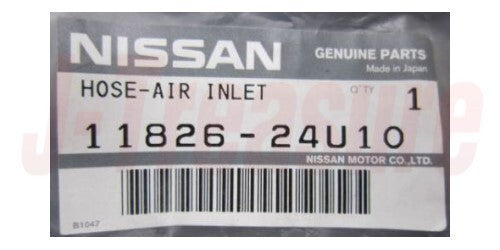 NISSAN
GENUINE PARTS
Made in Japan
HOSE-AIR INLET
Q'TY 1
11826-24U10
NISSAN MOTOR CO.,LTD.
B1047